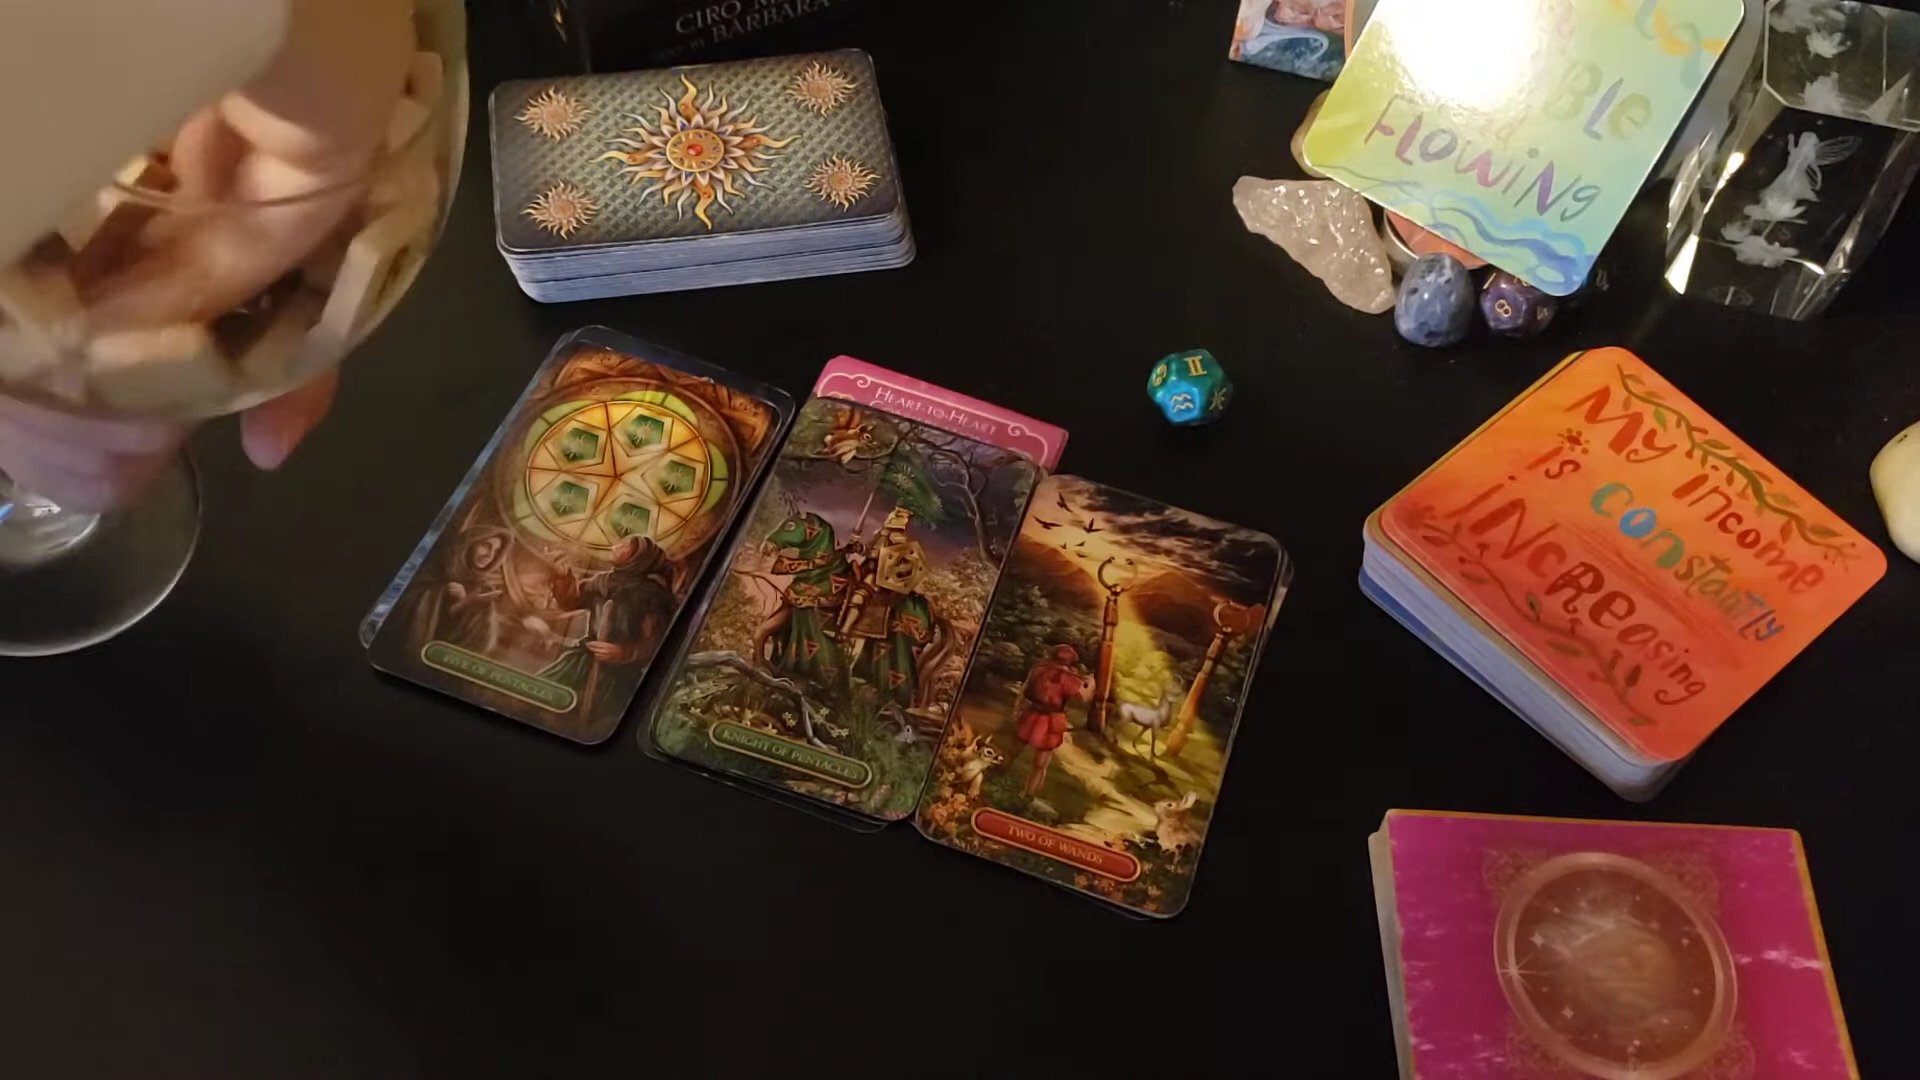 CIRO
BARBARA
FLOWING
HEART-TO-HEART
FIVE OF PENTACLES
KNIGHT OF PENTACLES
TWO OF WANDS
My income
is constantly
iNcReasing
8